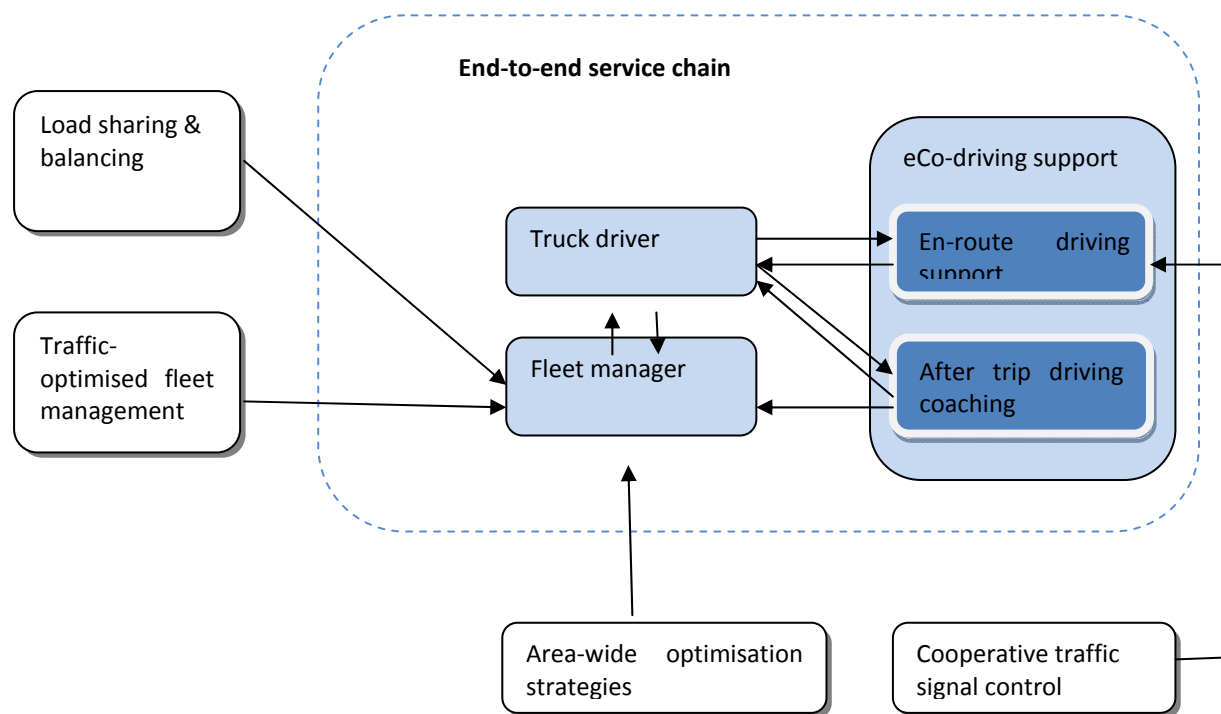 End-to-end service chain
Load sharing &
balancing
eCo-driving support
Truck driver
En-route driving
support
Traffic-
optimised fleet
management
Fleet manager
After trip driving
coaching
Area-wide optimisation
strategies
Cooperative traffic
signal control